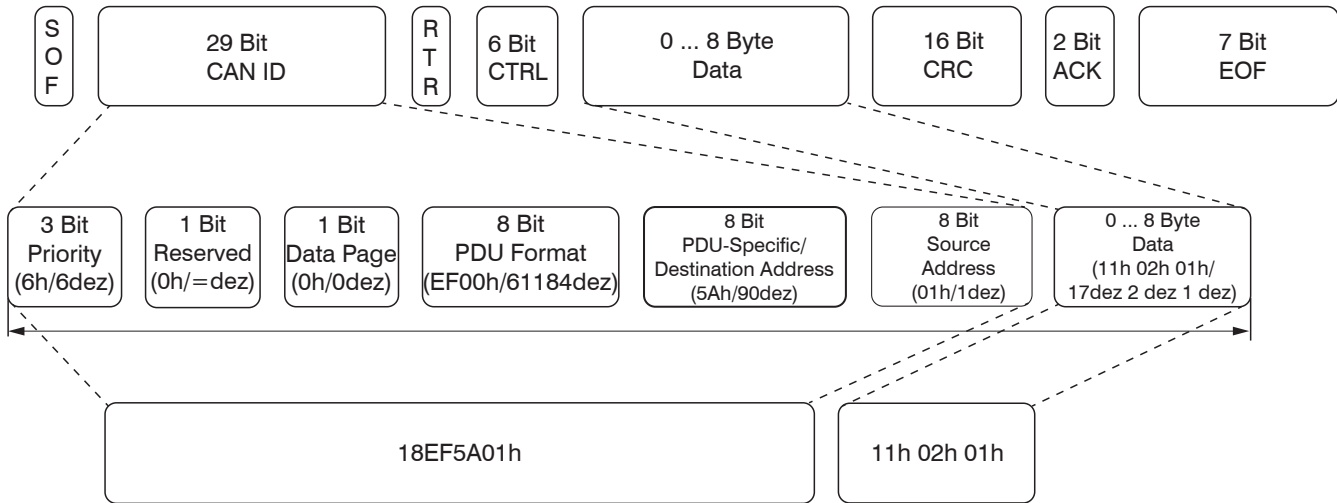 SOF
29 Bit
CAN ID
RTR
6 Bit
CTRL
0 ... 8 Byte
Data
16 Bit
CRC
2 Bit
ACK
7 Bit
EOF
3 Bit
Priority
(6h/6dez)
1 Bit
Reserved
(0h/=dez)
1 Bit
Data Page
(0h/0dez)
8 Bit
PDU Format
(EF00h/61184dez)
8 Bit
PDU-Specific/
Destination Address
(5Ah/90dez)
8 Bit
Source
Address
(01h/1dez)
0 ... 8 Byte
Data
(11h 02h 01h/
17dez 2 dez 1 dez)
18EF5A01h
11h 02h 01h